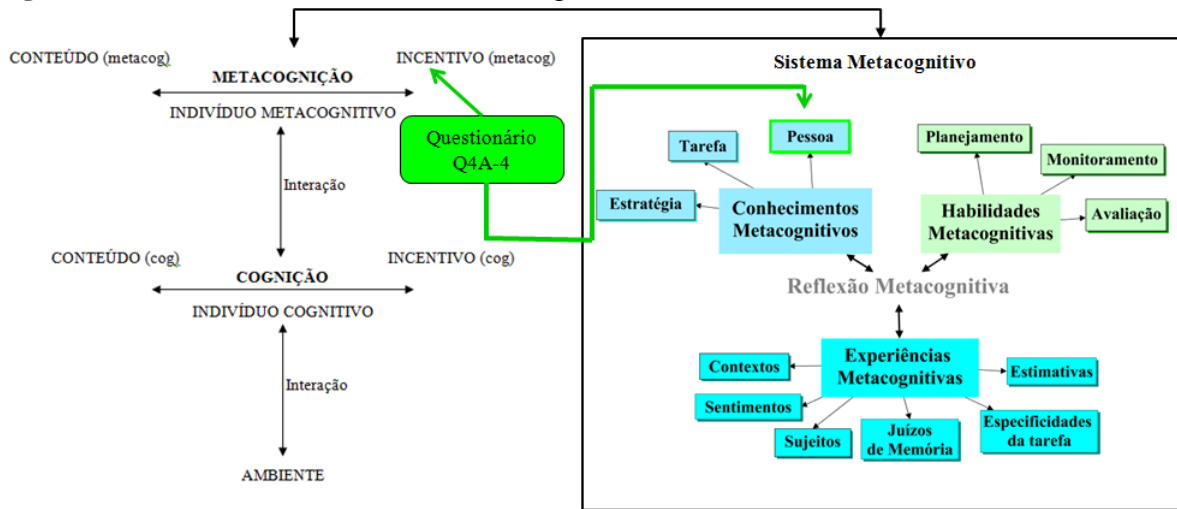 CONTEÚDO (metacog)
INCENTIVO (metacog)
METACOGNIÇÃO
INDIVÍDUO METACOGNITIVO
Questionário
Q4A-4
Interação
CONTEÚDO (cog)
INCENTIVO (cog)
COGNIÇÃO
INDIVÍDUO COGNITIVO
Interação
AMBIENTE
Sistema Metacognitivo
Pessoa
Tarefa
Estratégia
Conhecimentos
Metacognitivos
Planejamento
Monitoramento
Avaliação
Habilidades
Metacognitivas
Reflexão Metacognitiva
Experiências
Metacognitivas
Contextos
Sentimentos
Sujeitos
Juízos
de Memória
Especificidades
da tarefa
Estimativas